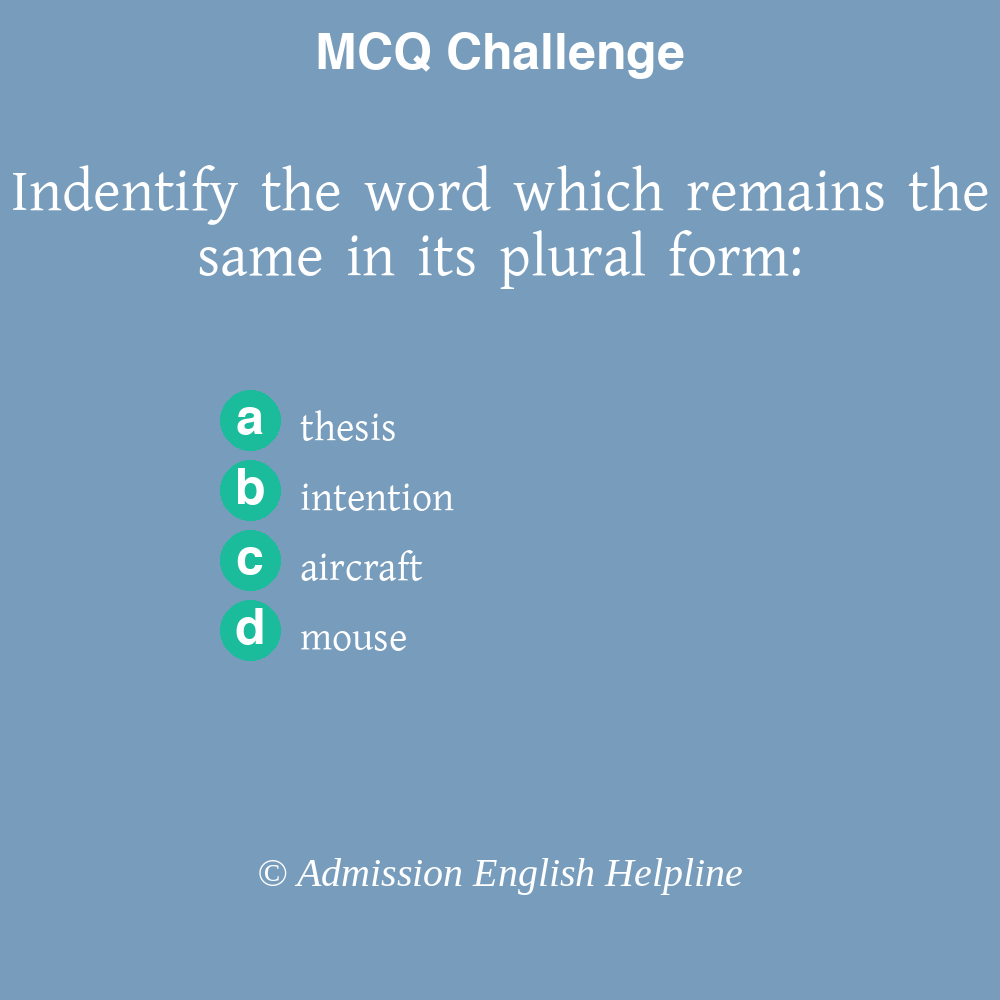 MCQ Challenge
Indentify the word which remains the
same in its plural form:
a thesis
b intention
c aircraft
d mouse
© Admission English Helpline